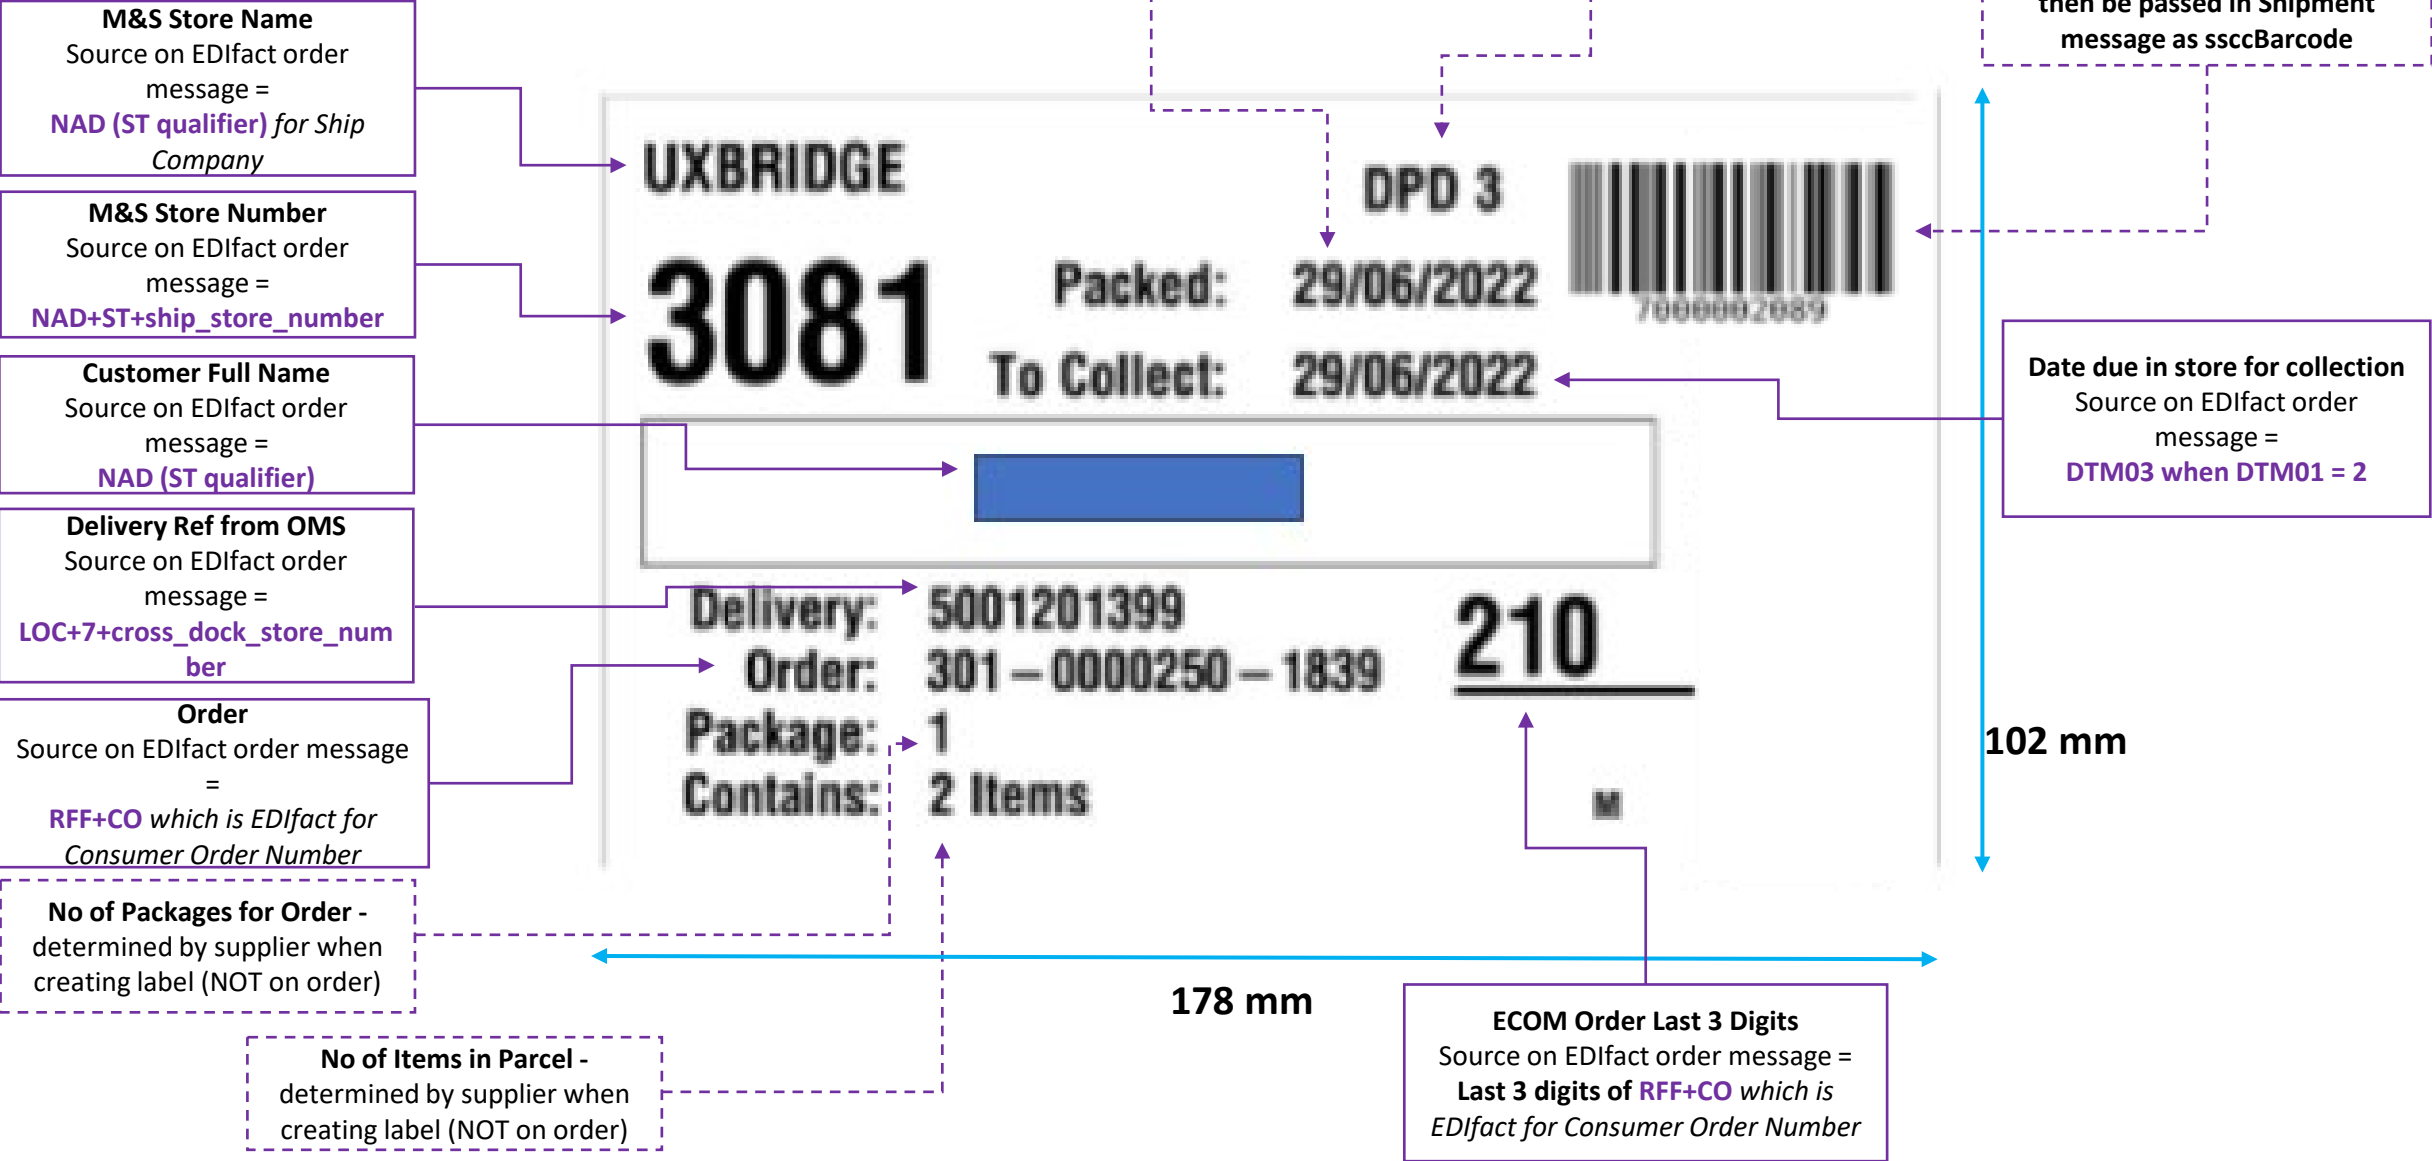 then be passed in Shipment
message as ssccBarcode
M&S Store Name
Source on EDIfact order
message =
NAD (ST qualifier) for Ship
Company
M&S Store Number
Source on EDIfact order
message =
NAD+ST+ship_store_number
Customer Full Name
Source on EDIfact order
message =
NAD (ST qualifier)
Delivery Ref from OMS
Source on EDIfact order
message =
LOC+7+cross_dock_store_num
ber
Order
Source on EDIfact order message
=
RFF+CO which is EDIfact for
Consumer Order Number
No of Packages for Order -
determined by supplier when
creating label (NOT on order)
No of Items in Parcel -
determined by supplier when
creating label (NOT on order)
UXBRIDGE
DPD 3
3081
Packed: 29/06/2022
7000002089
To Collect: 29/06/2022
Delivery: 5001201399
Order: 301 – 0000250 – 1839
210
Package: 1
Contains: 2 Items
M
Date due in store for collection
Source on EDIfact order
message =
DTM03 when DTM01 = 2
102 mm
178 mm
ECOM Order Last 3 Digits
Source on EDIfact order message =
Last 3 digits of RFF+CO which is
EDIfact for Consumer Order Number